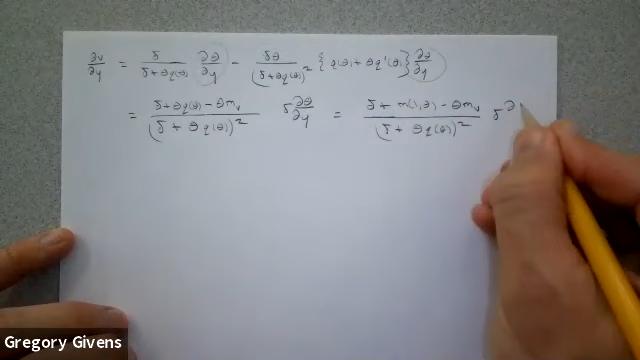 ∂v/∂y = δ/(δ+θq(θ)) ∂θ/∂y − δθ/(δ+θq(θ))² {q(θ)+θq'(θ)} ∂θ/∂y
= (δ+θq(θ)−θm_v)/(δ+θq(θ))² δ ∂θ/∂y = (δ+m(1,θ)−θm_v)/(δ+θq(θ))² δ ∂
Gregory Givens